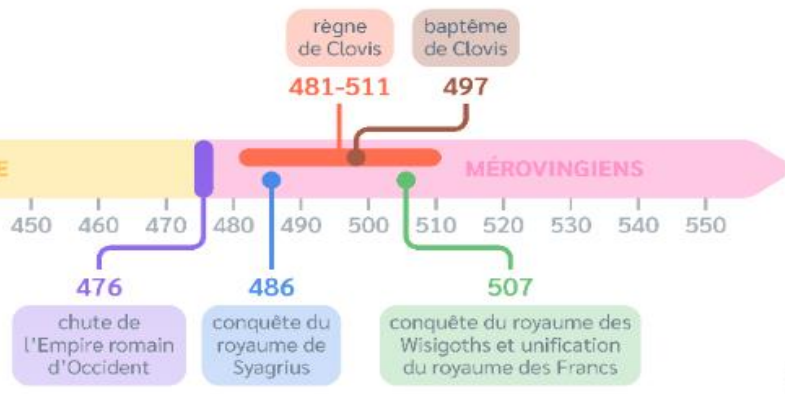 règne
de Clovis
481-511
baptême
de Clovis
497
E
MÉROVINGIENS
450 460 470 480 490 500 510 520 530 540 550
476
chute de
l'Empire romain
d'Occident
486
conquête du
royaume de
Syagrius
507
conquête du royaume des
Wisigoths et unification
du royaume des Francs